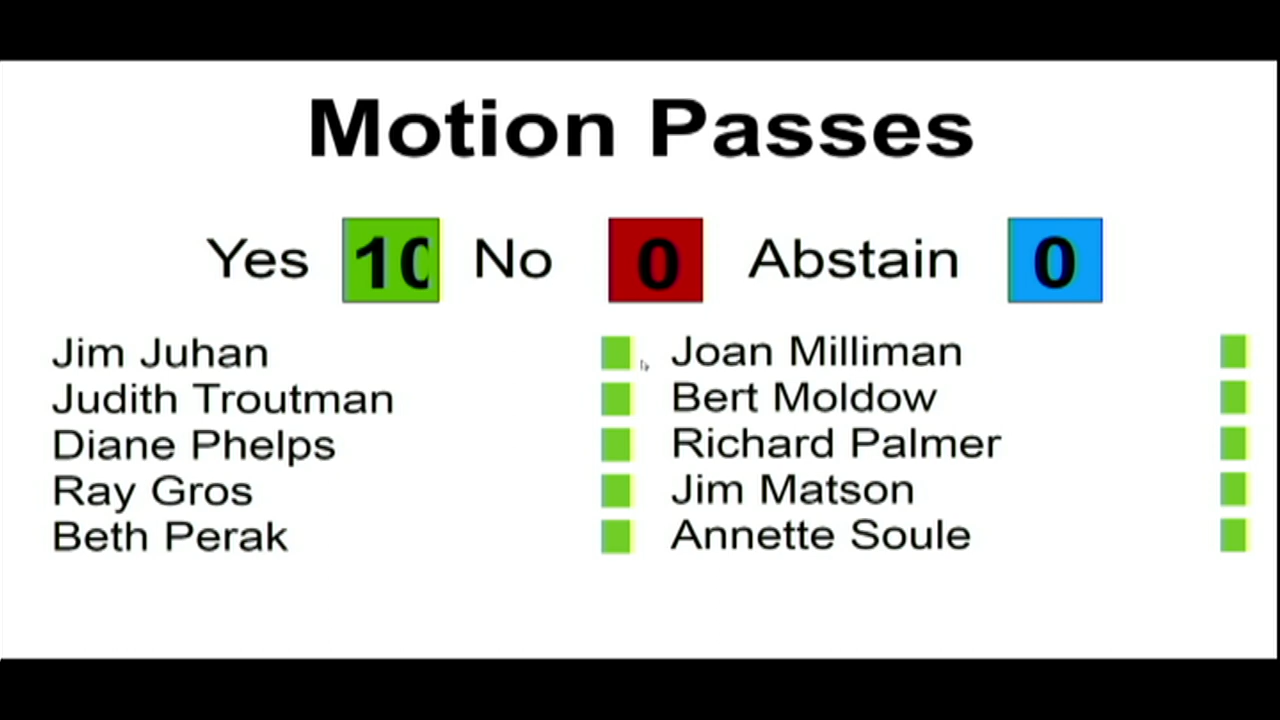 Motion Passes
Yes 10 No 0 Abstain 0
Jim Juhan
Judith Troutman
Diane Phelps
Ray Gros
Beth Perak
Joan Milliman
Bert Moldow
Richard Palmer
Jim Matson
Annette Soule